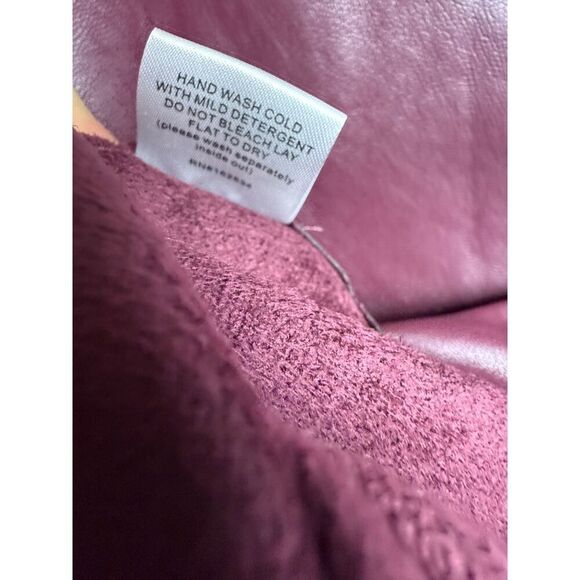 HAND WASH COLD
WITH MILD DETERGENT
DO NOT BLEACH LAY
FLAT TO DRY
(please wash separately
inside out)